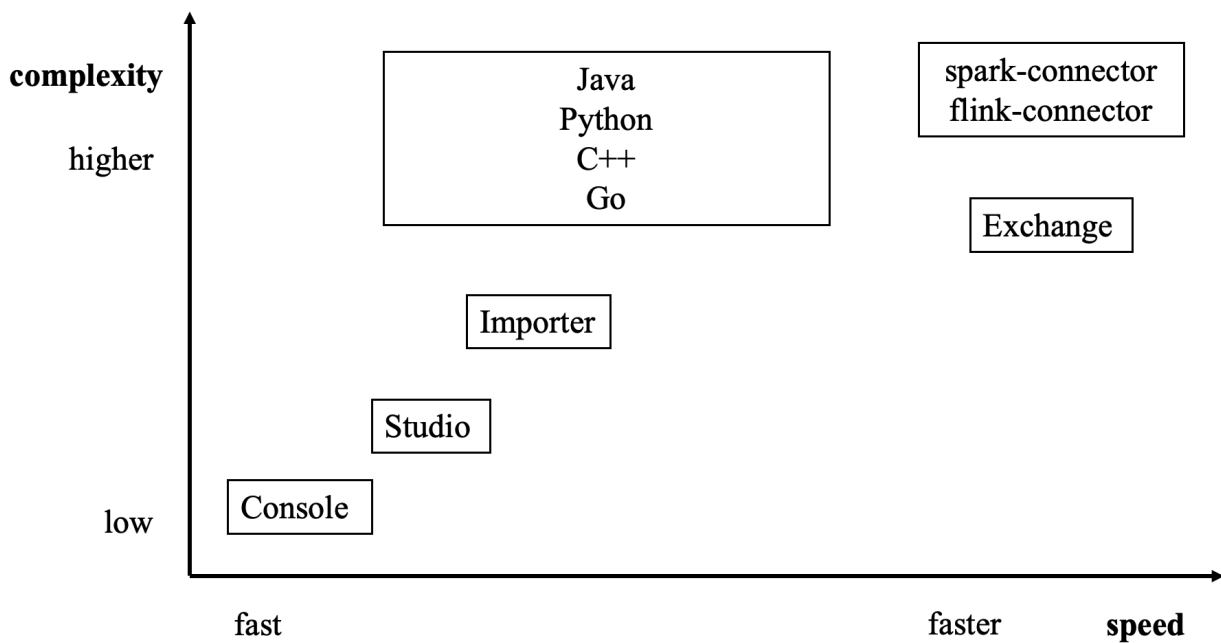 complexity
higher
low
Java
Python
C++
Go
spark-connector
flink-connector
Exchange
Importer
Studio
Console
fast
faster
speed